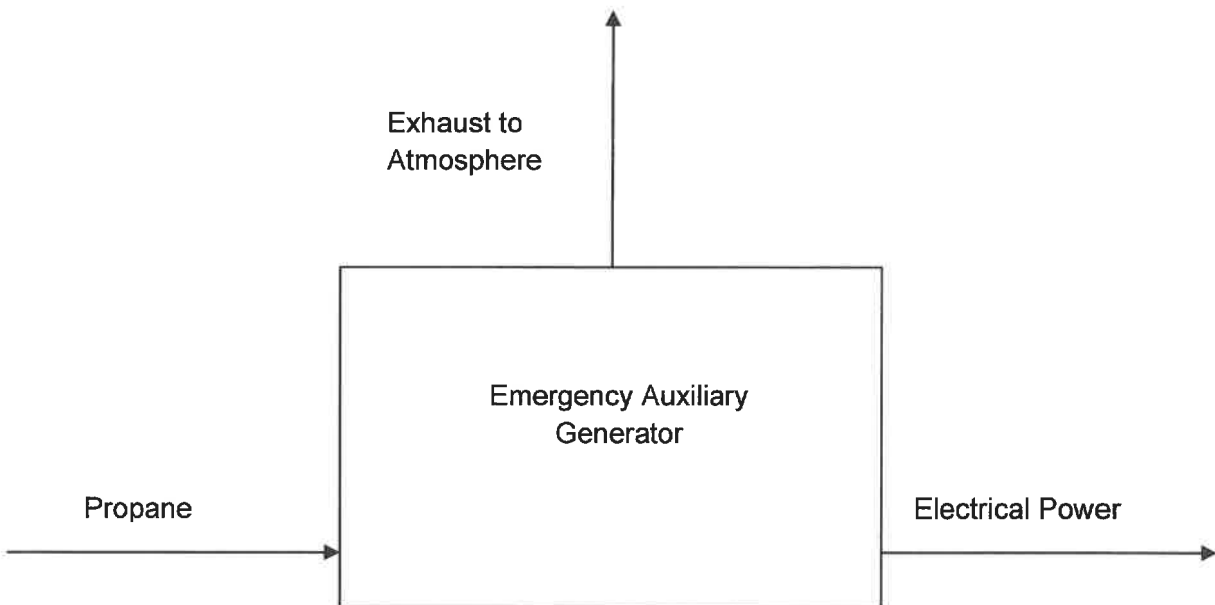 Exhaust to
Atmosphere
Emergency Auxiliary
Generator
Propane
Electrical Power